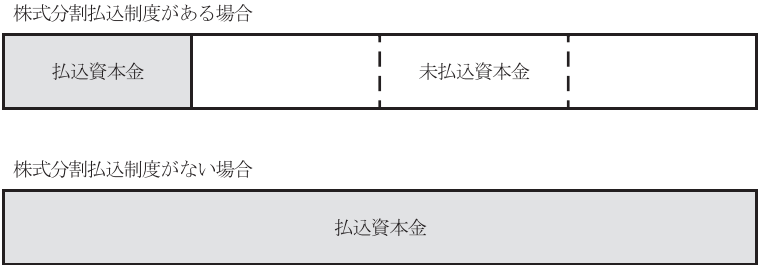 株式分割払込制度がある場合
払込資本金
未払込資本金
株式分割払込制度がない場合
払込資本金